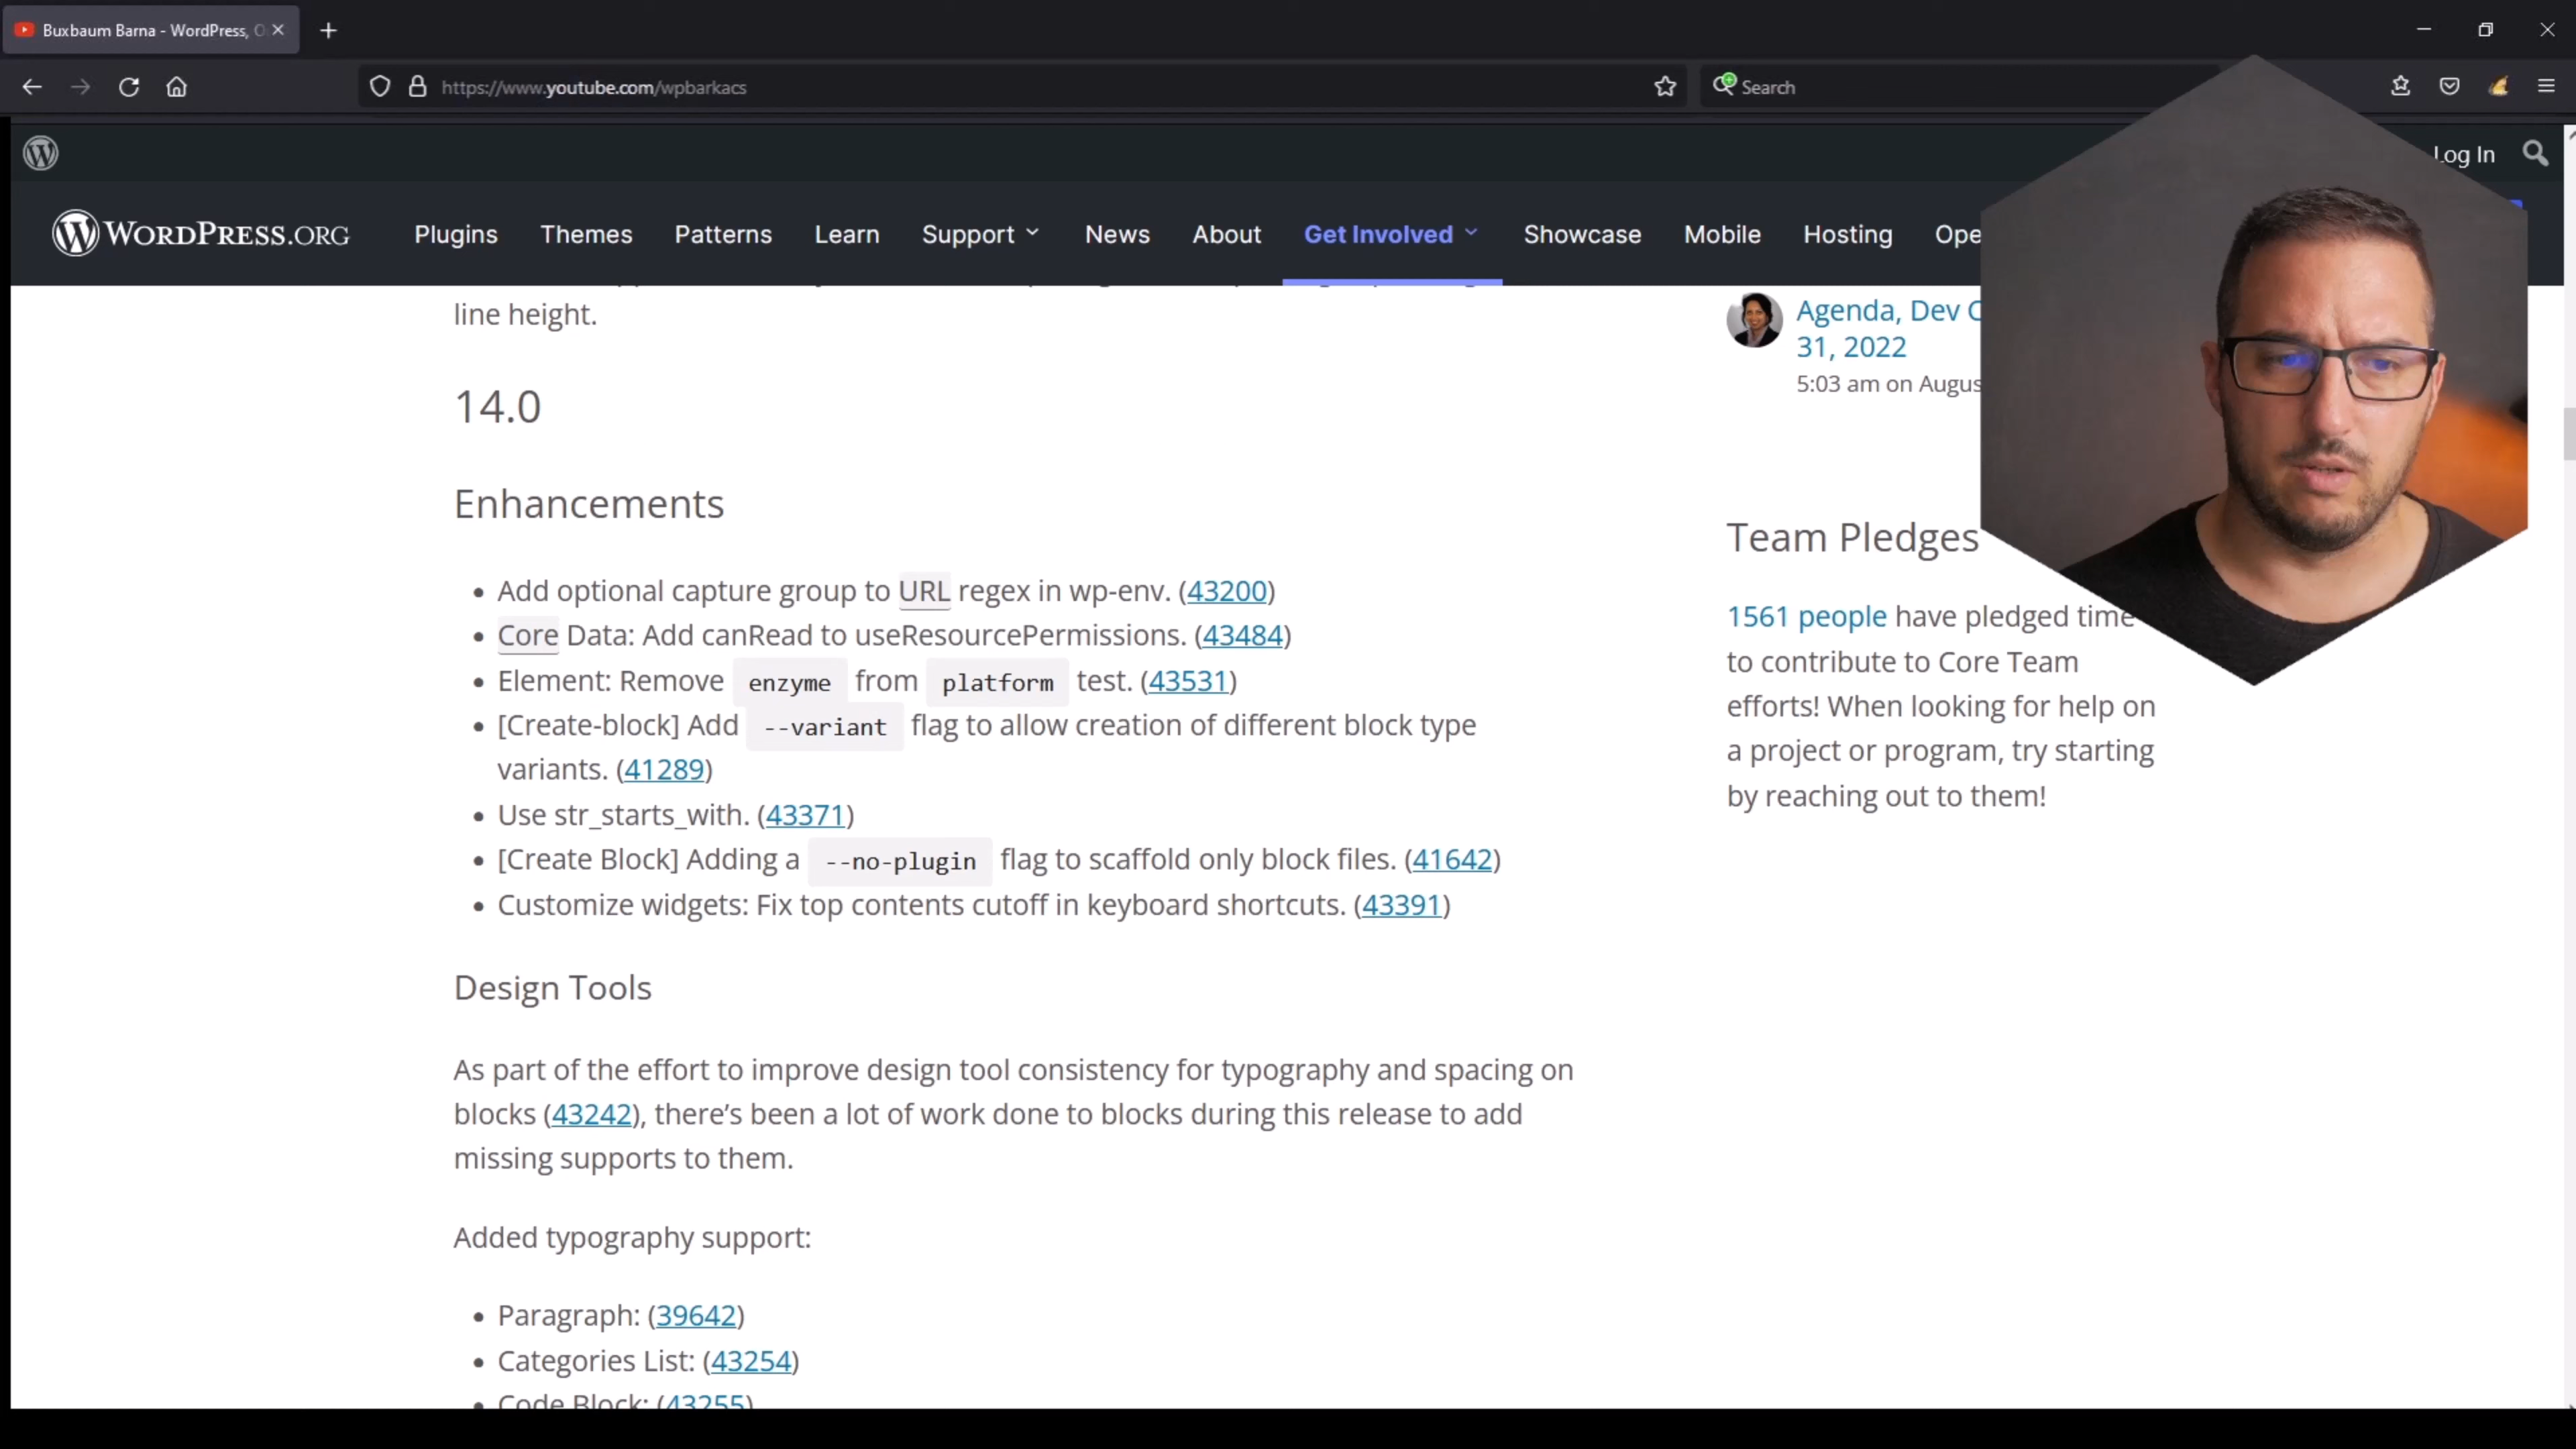 Buxbaum Barna - WordPress, O
https://www.youtube.com/wpbarkacs
Search
Log In
WORDPRESS.ORG Plugins Themes Patterns Learn Support News About Get Involved Showcase Mobile Hosting Ope
line height.
14.0
Enhancements
Add optional capture group to URL regex in wp-env. (43200)
Core Data: Add canRead to useResourcePermissions. (43484)
Element: Remove enzyme from platform test. (43531)
[Create-block] Add --variant flag to allow creation of different block type
variants. (41289)
Use str_starts_with. (43371)
[Create Block] Adding a --no-plugin flag to scaffold only block files. (41642)
Customize widgets: Fix top contents cutoff in keyboard shortcuts. (43391)
Design Tools
As part of the effort to improve design tool consistency for typography and spacing on
blocks (43242), there’s been a lot of work done to blocks during this release to add
missing supports to them.
Added typography support:
Paragraph: (39642)
Categories List: (43254)
Code Block: (43255)
Agenda, Dev C
31, 2022
5:03 am on Augus
Team Pledges
1561 people have pledged time
to contribute to Core Team
efforts! When looking for help on
a project or program, try starting
by reaching out to them!